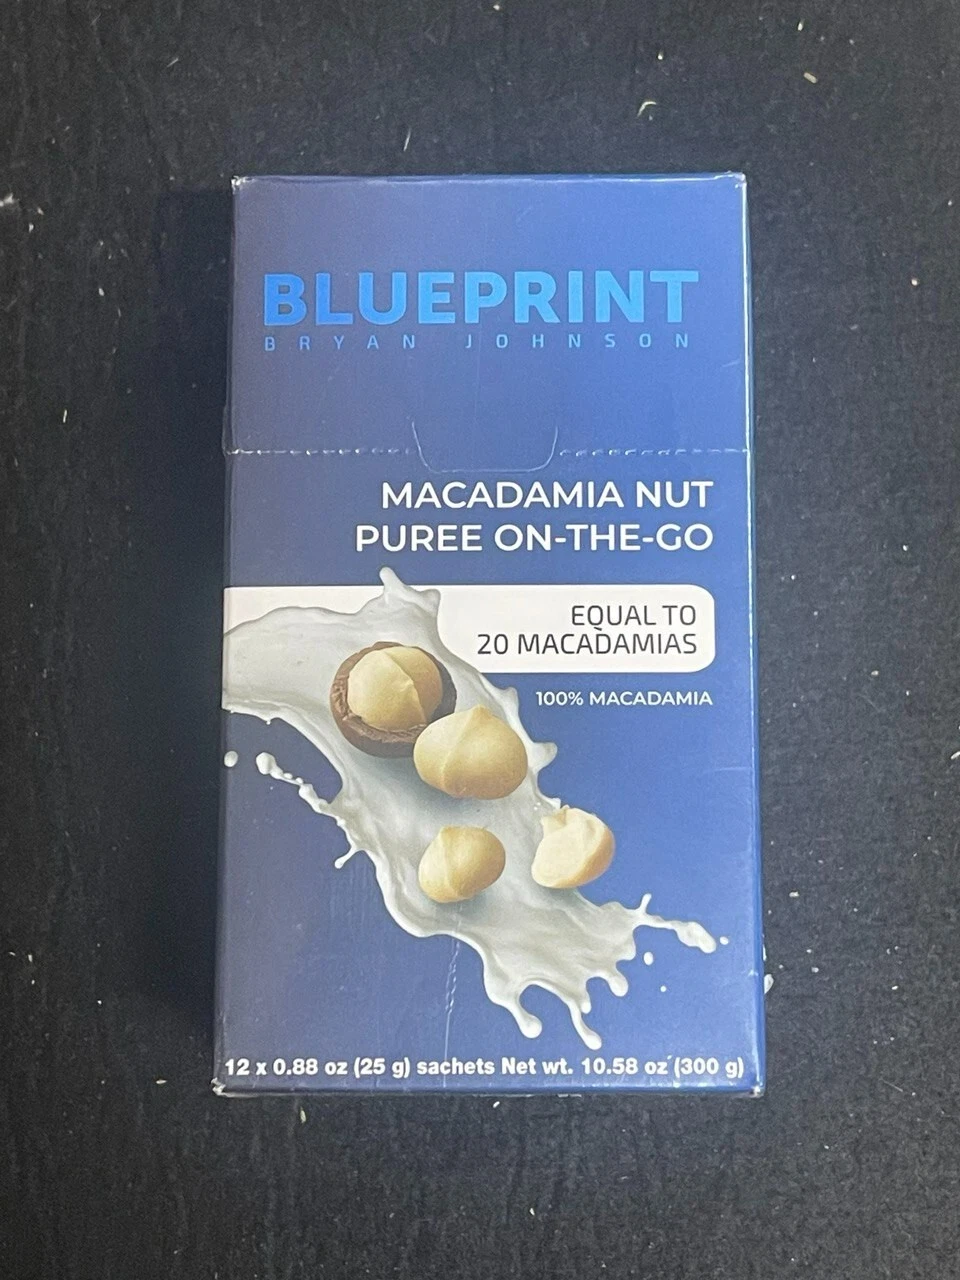 BLUEPRINT
BRYAN JOHNSON
MACADAMIA NUT
PUREE ON-THE-GO
EQUAL TO
20 MACADAMIAS
100% MACADAMIA
12 x 0.88 oz (25 g) sachets Net wt. 10.58 oz (300 g)